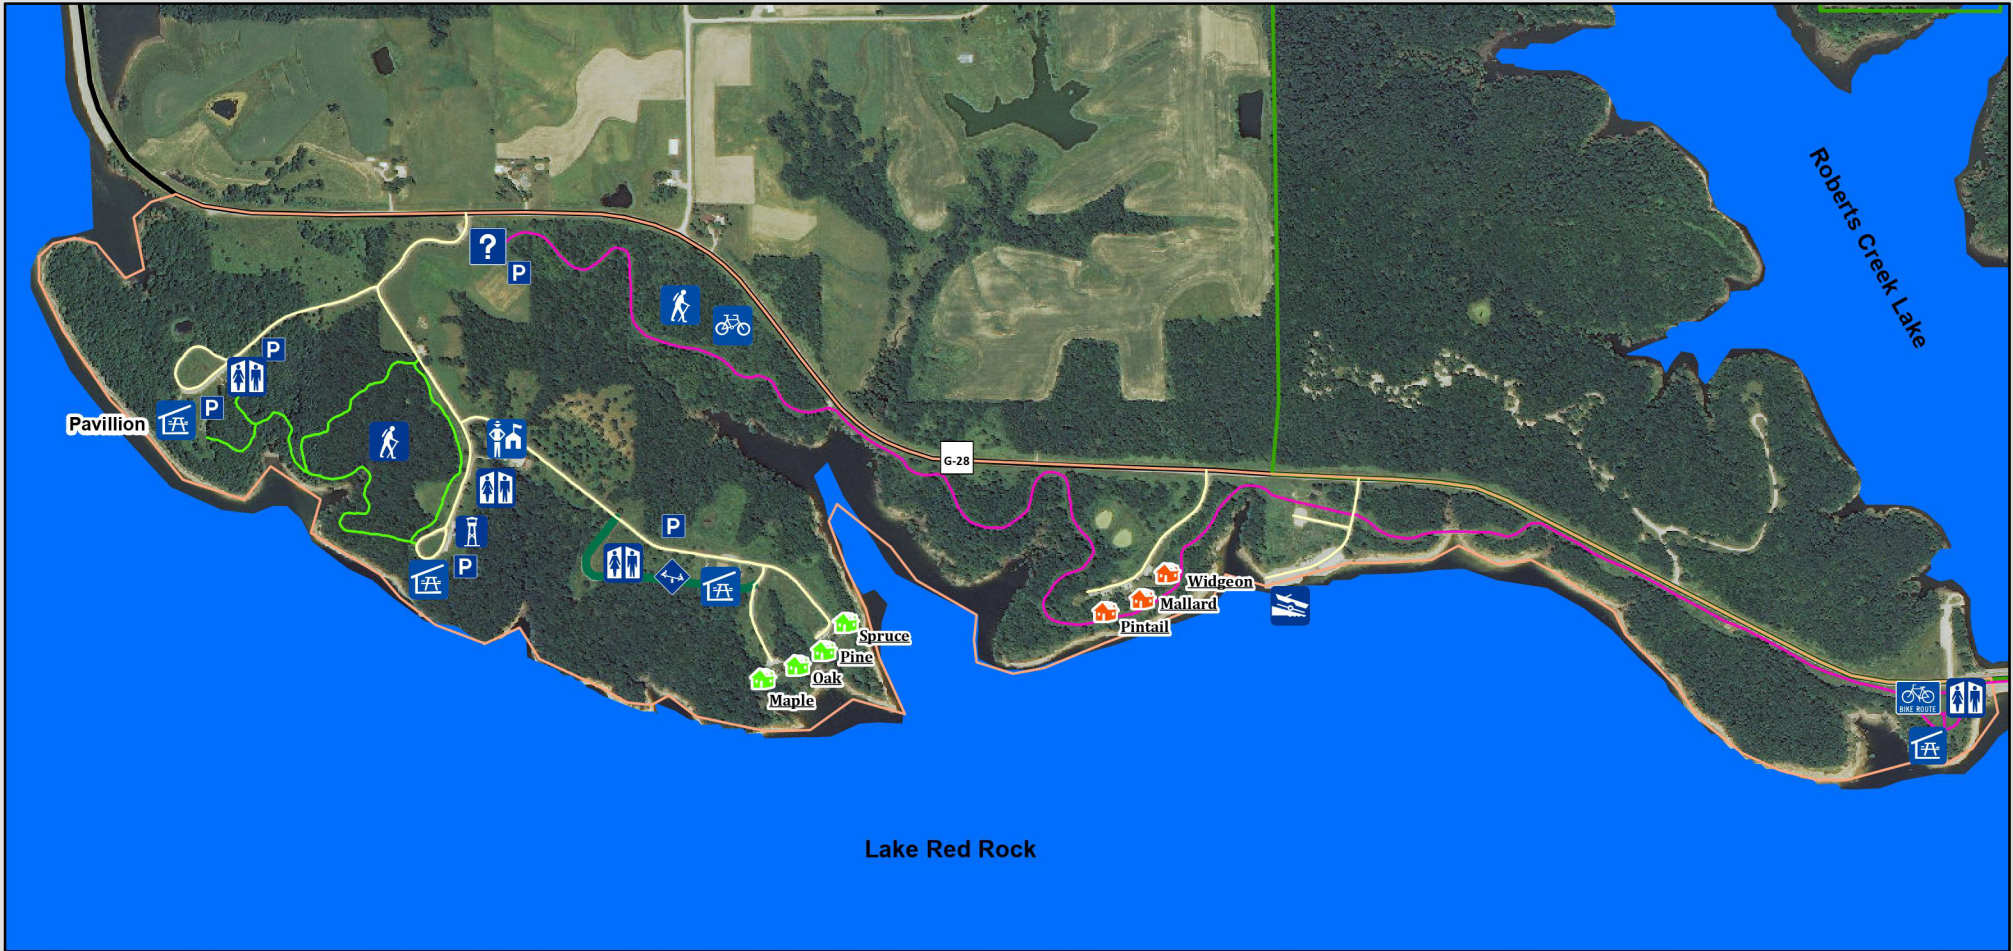 Roberts Creek Lake
?
P
P
P
Pavillion
G-28
P
P
Widgeon
Mallard
Pintail
Spruce
Pine
Oak
Maple
BIKE ROUTE
Lake Red Rock